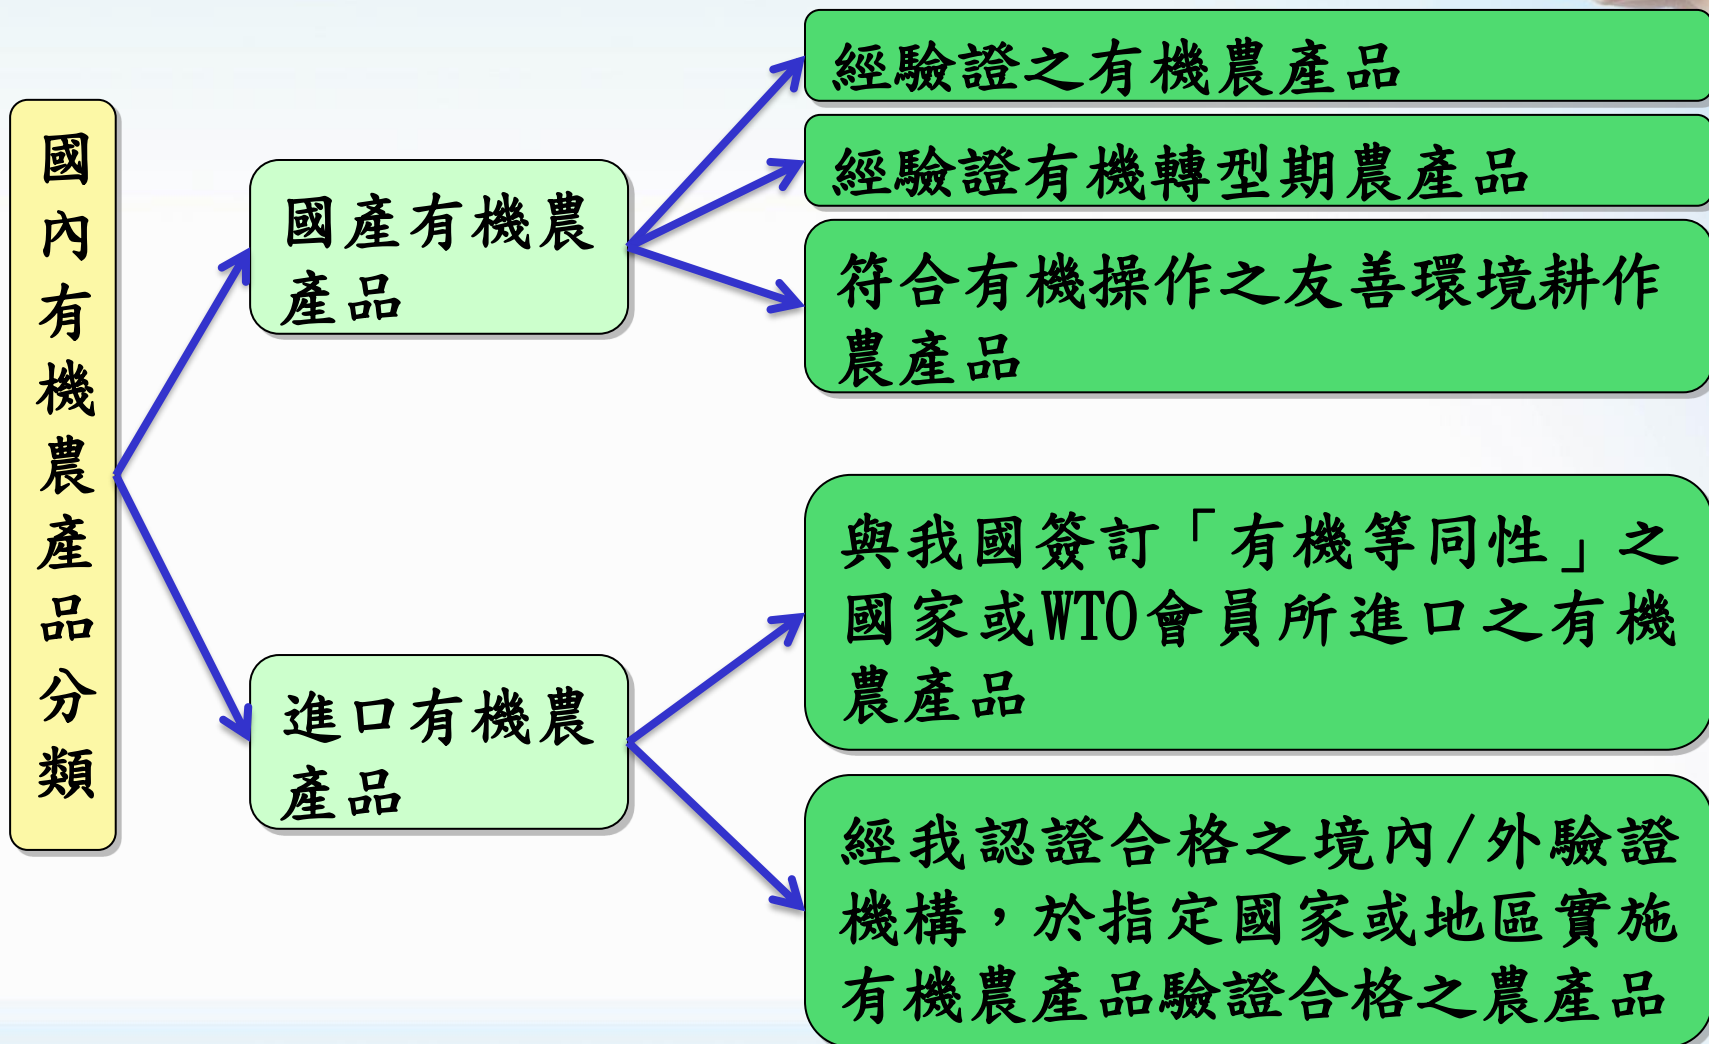 國內有機農產品分類
國產有機農
產品
經驗證之有機農產品
經驗證有機轉型期農產品
符合有機操作之友善環境耕作
農產品
進口有機農
產品
與我國簽訂「有機等同性」之
國家或WTO會員所進口之有機
農產品
經我認證合格之境內/外驗證
機構，於指定國家或地區實施
有機農產品驗證合格之農產品